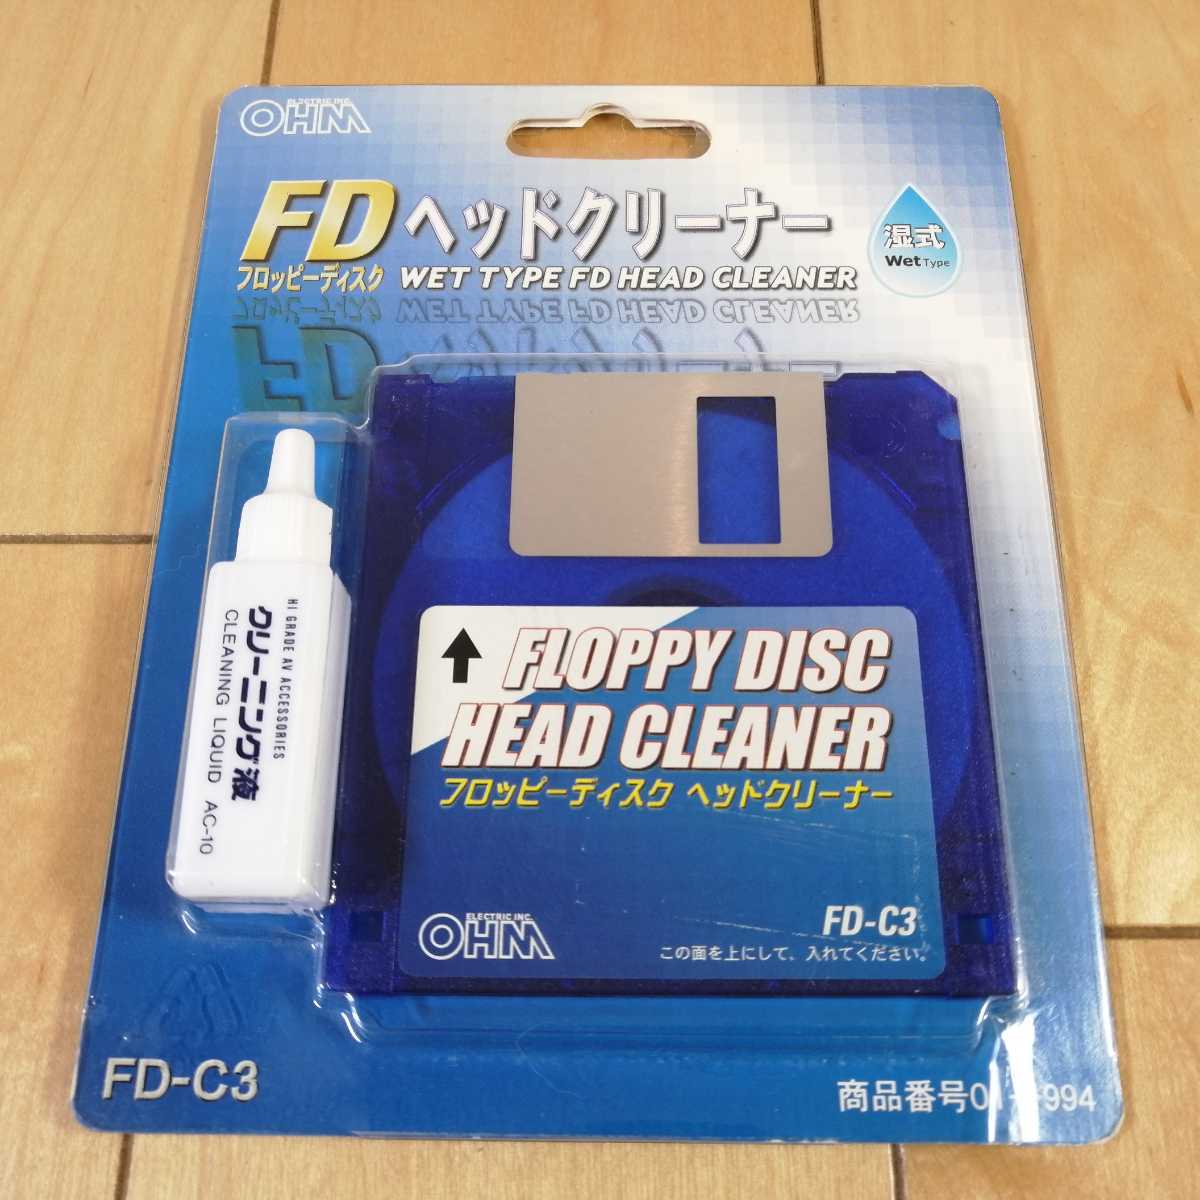 ELECTRIC INC.
OHM
FD ヘッドクリーナー
フロッピーディスク WET TYPE FD HEAD CLEANER
湿式
Wet Type
HI GRADE AV ACCESSORIES
クリーニング液
CLEANING LIQUID AC-10
FLOPPY DISC
HEAD CLEANER
フロッピーディスク ヘッドクリーナー
ELECTRIC INC.
OHM
FD-C3
この面を上にして、入れてください。
FD-C3
商品番号